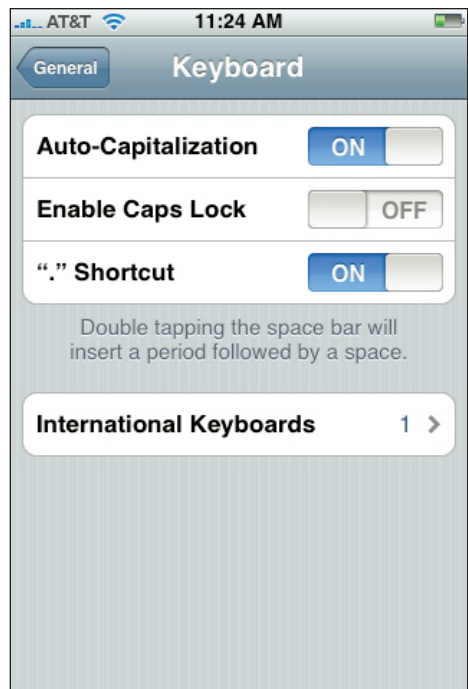 AT&T 11:24 AM
General Keyboard
Auto-Capitalization ON
Enable Caps Lock OFF
“.” Shortcut ON
Double tapping the space bar will
insert a period followed by a space.
International Keyboards 1 >